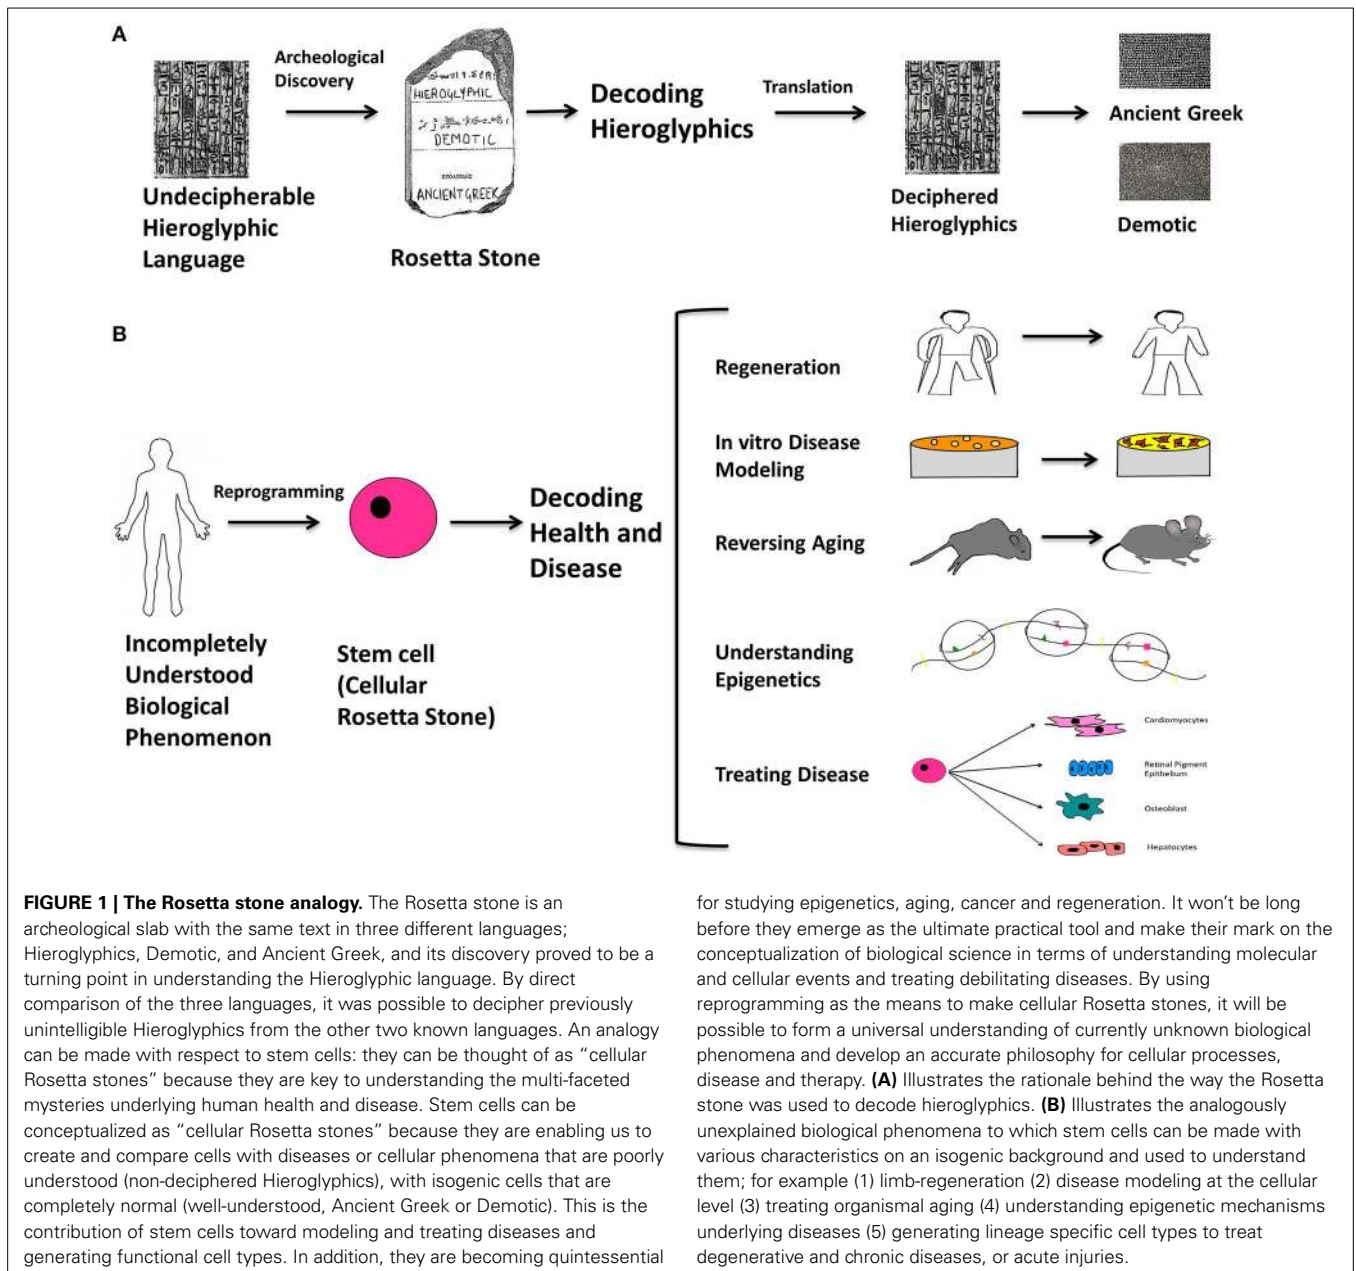 A
Archeological
Discovery
HIEROGLYPHIC
DEMOTIC
ANCIENT GREEK
Undecipherable
Hieroglyphic
Language
Rosetta Stone
Decoding
Hieroglyphics
Translation
Deciphered
Hieroglyphics
Ancient Greek
Demotic
B
Reprogramming
Incompletely
Understood
Biological
Phenomenon
Stem cell
(Cellular
Rosetta Stone)
Decoding
Health and
Disease
Regeneration
In vitro Disease
Modeling
Reversing Aging
Understanding
Epigenetics
Treating Disease
Cardiomyocytes
Retinal Pigment
Epithelium
Osteoblast
Hepatocytes
FIGURE 1 | The Rosetta stone analogy. The Rosetta stone is an
archeological slab with the same text in three different languages;
Hieroglyphics, Demotic, and Ancient Greek, and its discovery proved to be a
turning point in understanding the Hieroglyphic language. By direct
comparison of the three languages, it was possible to decipher previously
unintelligible Hieroglyphics from the other two known languages. An analogy
can be made with respect to stem cells: they can be thought of as “cellular
Rosetta stones” because they are key to understanding the multi-faceted
mysteries underlying human health and disease. Stem cells can be
conceptualized as “cellular Rosetta stones” because they are enabling us to
create and compare cells with diseases or cellular phenomena that are poorly
understood (non-deciphered Hieroglyphics), with isogenic cells that are
completely normal (well-understood, Ancient Greek or Demotic). This is the
contribution of stem cells toward modeling and treating diseases and
generating functional cell types. In addition, they are becoming quintessential
for studying epigenetics, aging, cancer and regeneration. It won’t be long
before they emerge as the ultimate practical tool and make their mark on the
conceptualization of biological science in terms of understanding molecular
and cellular events and treating debilitating diseases. By using
reprogramming as the means to make cellular Rosetta stones, it will be
possible to form a universal understanding of currently unknown biological
phenomena and develop an accurate philosophy for cellular processes,
disease and therapy. (A) Illustrates the rationale behind the way the Rosetta
stone was used to decode hieroglyphics. (B) Illustrates the analogously
unexplained biological phenomena to which stem cells can be made with
various characteristics on an isogenic background and used to understand
them; for example (1) limb-regeneration (2) disease modeling at the cellular
level (3) treating organismal aging (4) understanding epigenetic mechanisms
underlying diseases (5) generating lineage specific cell types to treat
degenerative and chronic diseases, or acute injuries.